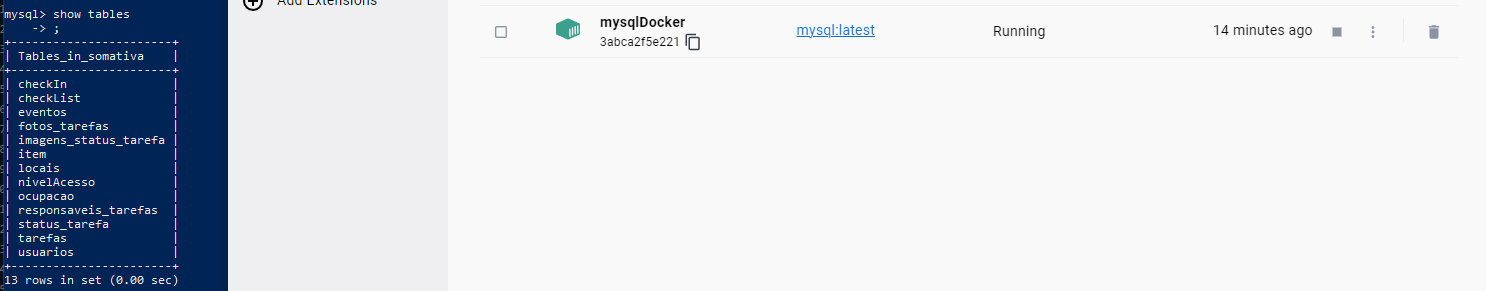 mysql> show tables
    -> ;
+------------------------+
| Tables_in_somativa     |
+------------------------+
| checkIn                |
| checkList              |
| eventos                |
| fotos_tarefas          |
| imagens_status_tarefa  |
| item                   |
| locais                 |
| nivelAcesso            |
| ocupacao               |
| responsaveis_tarefas   |
| status_tarefa          |
| tarefas                |
| usuarios               |
+------------------------+
13 rows in set (0.00 sec)
Add Extensions
mysqlDocker
3abca2f5e221
mysql:latest
Running
14 minutes ago